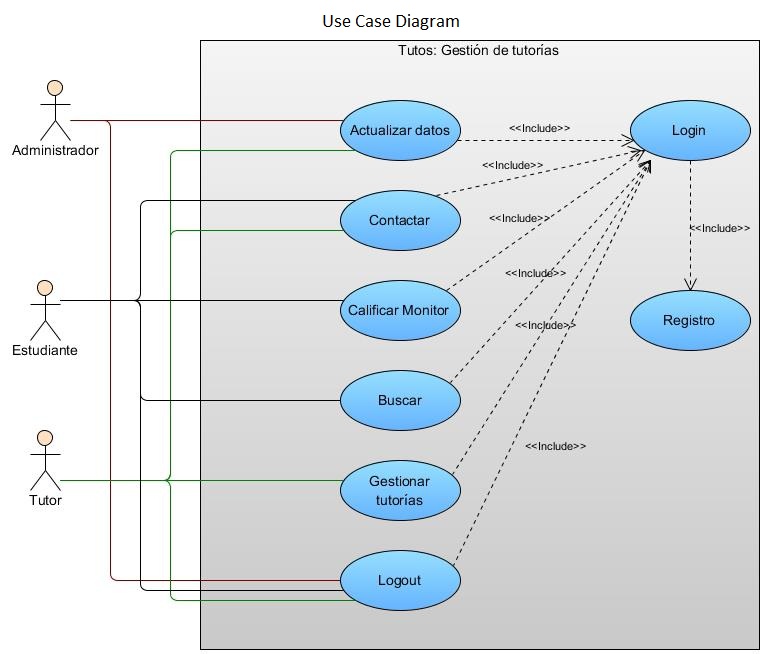 Use Case Diagram
Tutos: Gestión de tutorías
Administrador
Actualizar datos
<<Include>>
Login
<<Include>>
Contactar
<<Include>>
<<Include>>
<<Include>>
Estudiante
Calificar Monitor
<<Include>>
Registro
Buscar
<<Include>>
Tutor
Gestionar
tutorías
Logout